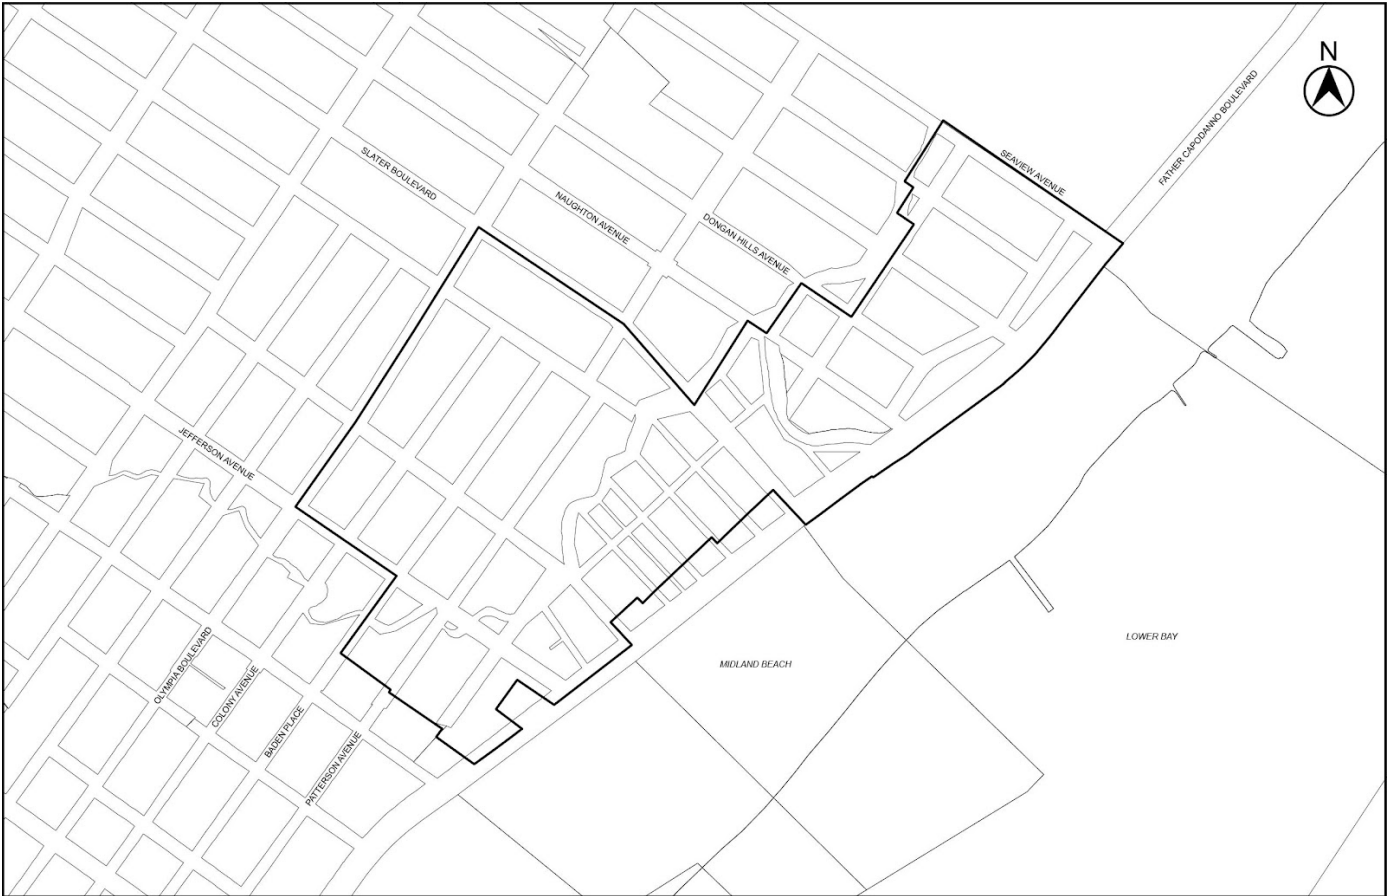 N
FATHER CAPODANNO BOULEVARD
SEAVIEW AVENUE
SLATER BOULEVARD
NAUGHTON AVENUE
DONGAN HILLS AVENUE
JEFFERSON AVENUE
OLYMPIA BOULEVARD
COLONY AVENUE
BADEN PLACE
PATTERSON AVENUE
MIDLAND BEACH
LOWER BAY